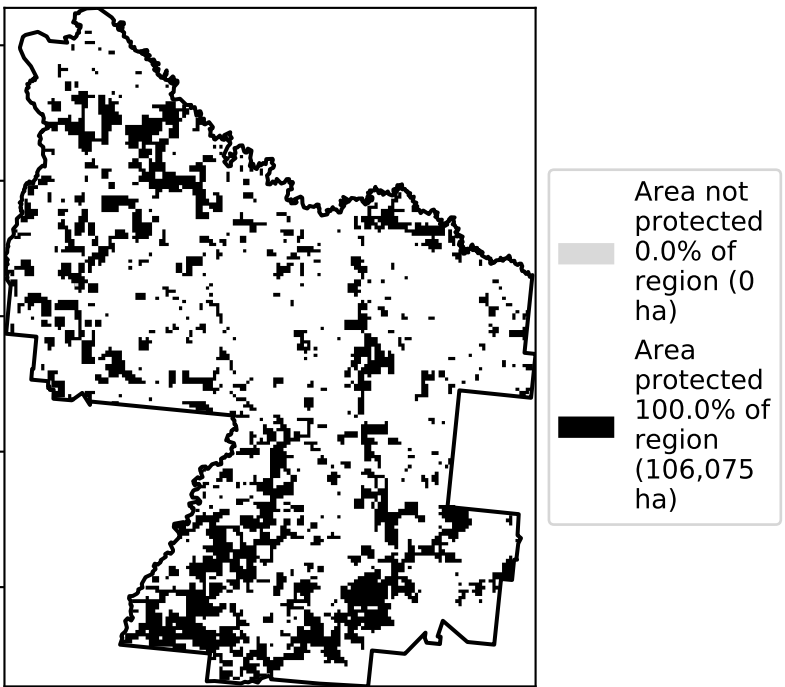 Area not
protected
0.0% of
region (0
ha)
Area
protected
100.0% of
region
(106,075
ha)